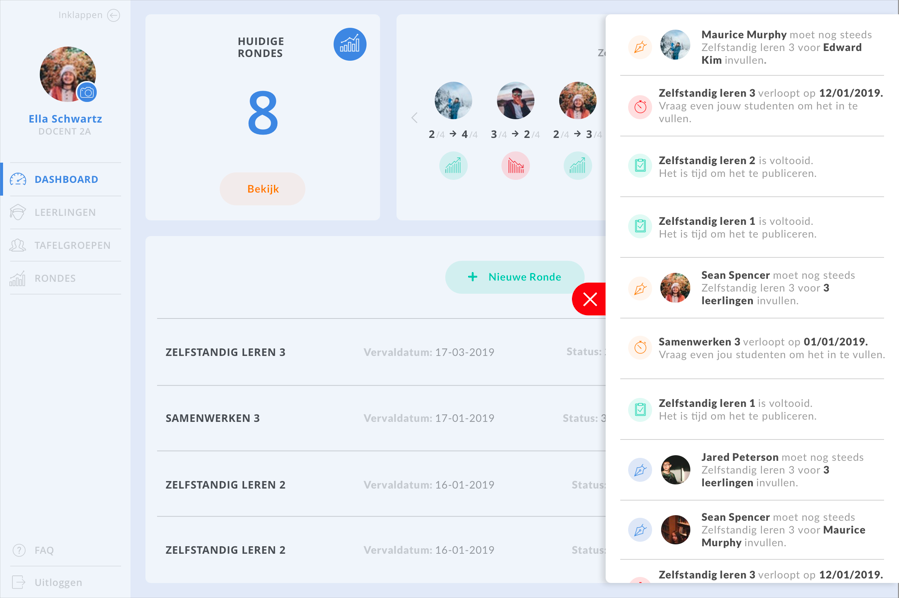 Inklappen
Ella Schwartz
DOCENT 2A
DASHBOARD
LEERLINGEN
TAFELGROEPEN
RONDES
FAQ
Uitloggen
HUIDIGE
RONDES
8
Bekijk
2/4 → 4/4 3/4 → 2/4 2/4 → 3/4
+ Nieuwe Ronde
ZELFSTANDIG LEREN 3 Vervaldatum: 17-03-2019 Status:
SAMENWERKEN 3 Vervaldatum: 17-01-2019 Status: 3
ZELFSTANDIG LEREN 2 Vervaldatum: 16-01-2019 Status:
ZELFSTANDIG LEREN 2 Vervaldatum: 16-01-2019 Status:
Maurice Murphy moet nog steeds
Zelfstandig leren 3 voor Edward
Kim invullen.
Zelfstandig leren 3 verloopt op 12/01/2019.
Vraag even jouw studenten om het in te
vullen.
Zelfstandig leren 2 is voltooid.
Het is tijd om het te publiceren.
Zelfstandig leren 1 is voltooid.
Het is tijd om het te publiceren.
Sean Spencer moet nog steeds
Zelfstandig leren 3 voor 3
leerlingen invullen.
Samenwerken 3 verloopt op 01/01/2019.
Vraag even jou studenten om het in te vullen.
Zelfstandig leren 1 is voltooid.
Het is tijd om het te publiceren.
Jared Peterson moet nog steeds
Zelfstandig leren 3 voor 3
leerlingen invullen.
Sean Spencer moet nog steeds
Zelfstandig leren 3 voor Maurice
Murphy invullen.
Zelfstandig leren 3 verloopt op 12/01/2019.